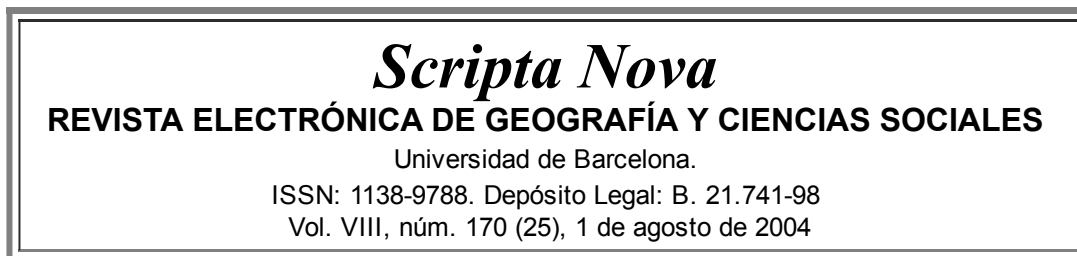 Scripta Nova
REVISTA ELECTRÓNICA DE GEOGRAFÍA Y CIENCIAS SOCIALES
Universidad de Barcelona.
ISSN: 1138-9788. Depósito Legal: B. 21.741-98
Vol. VIII, núm. 170 (25), 1 de agosto de 2004